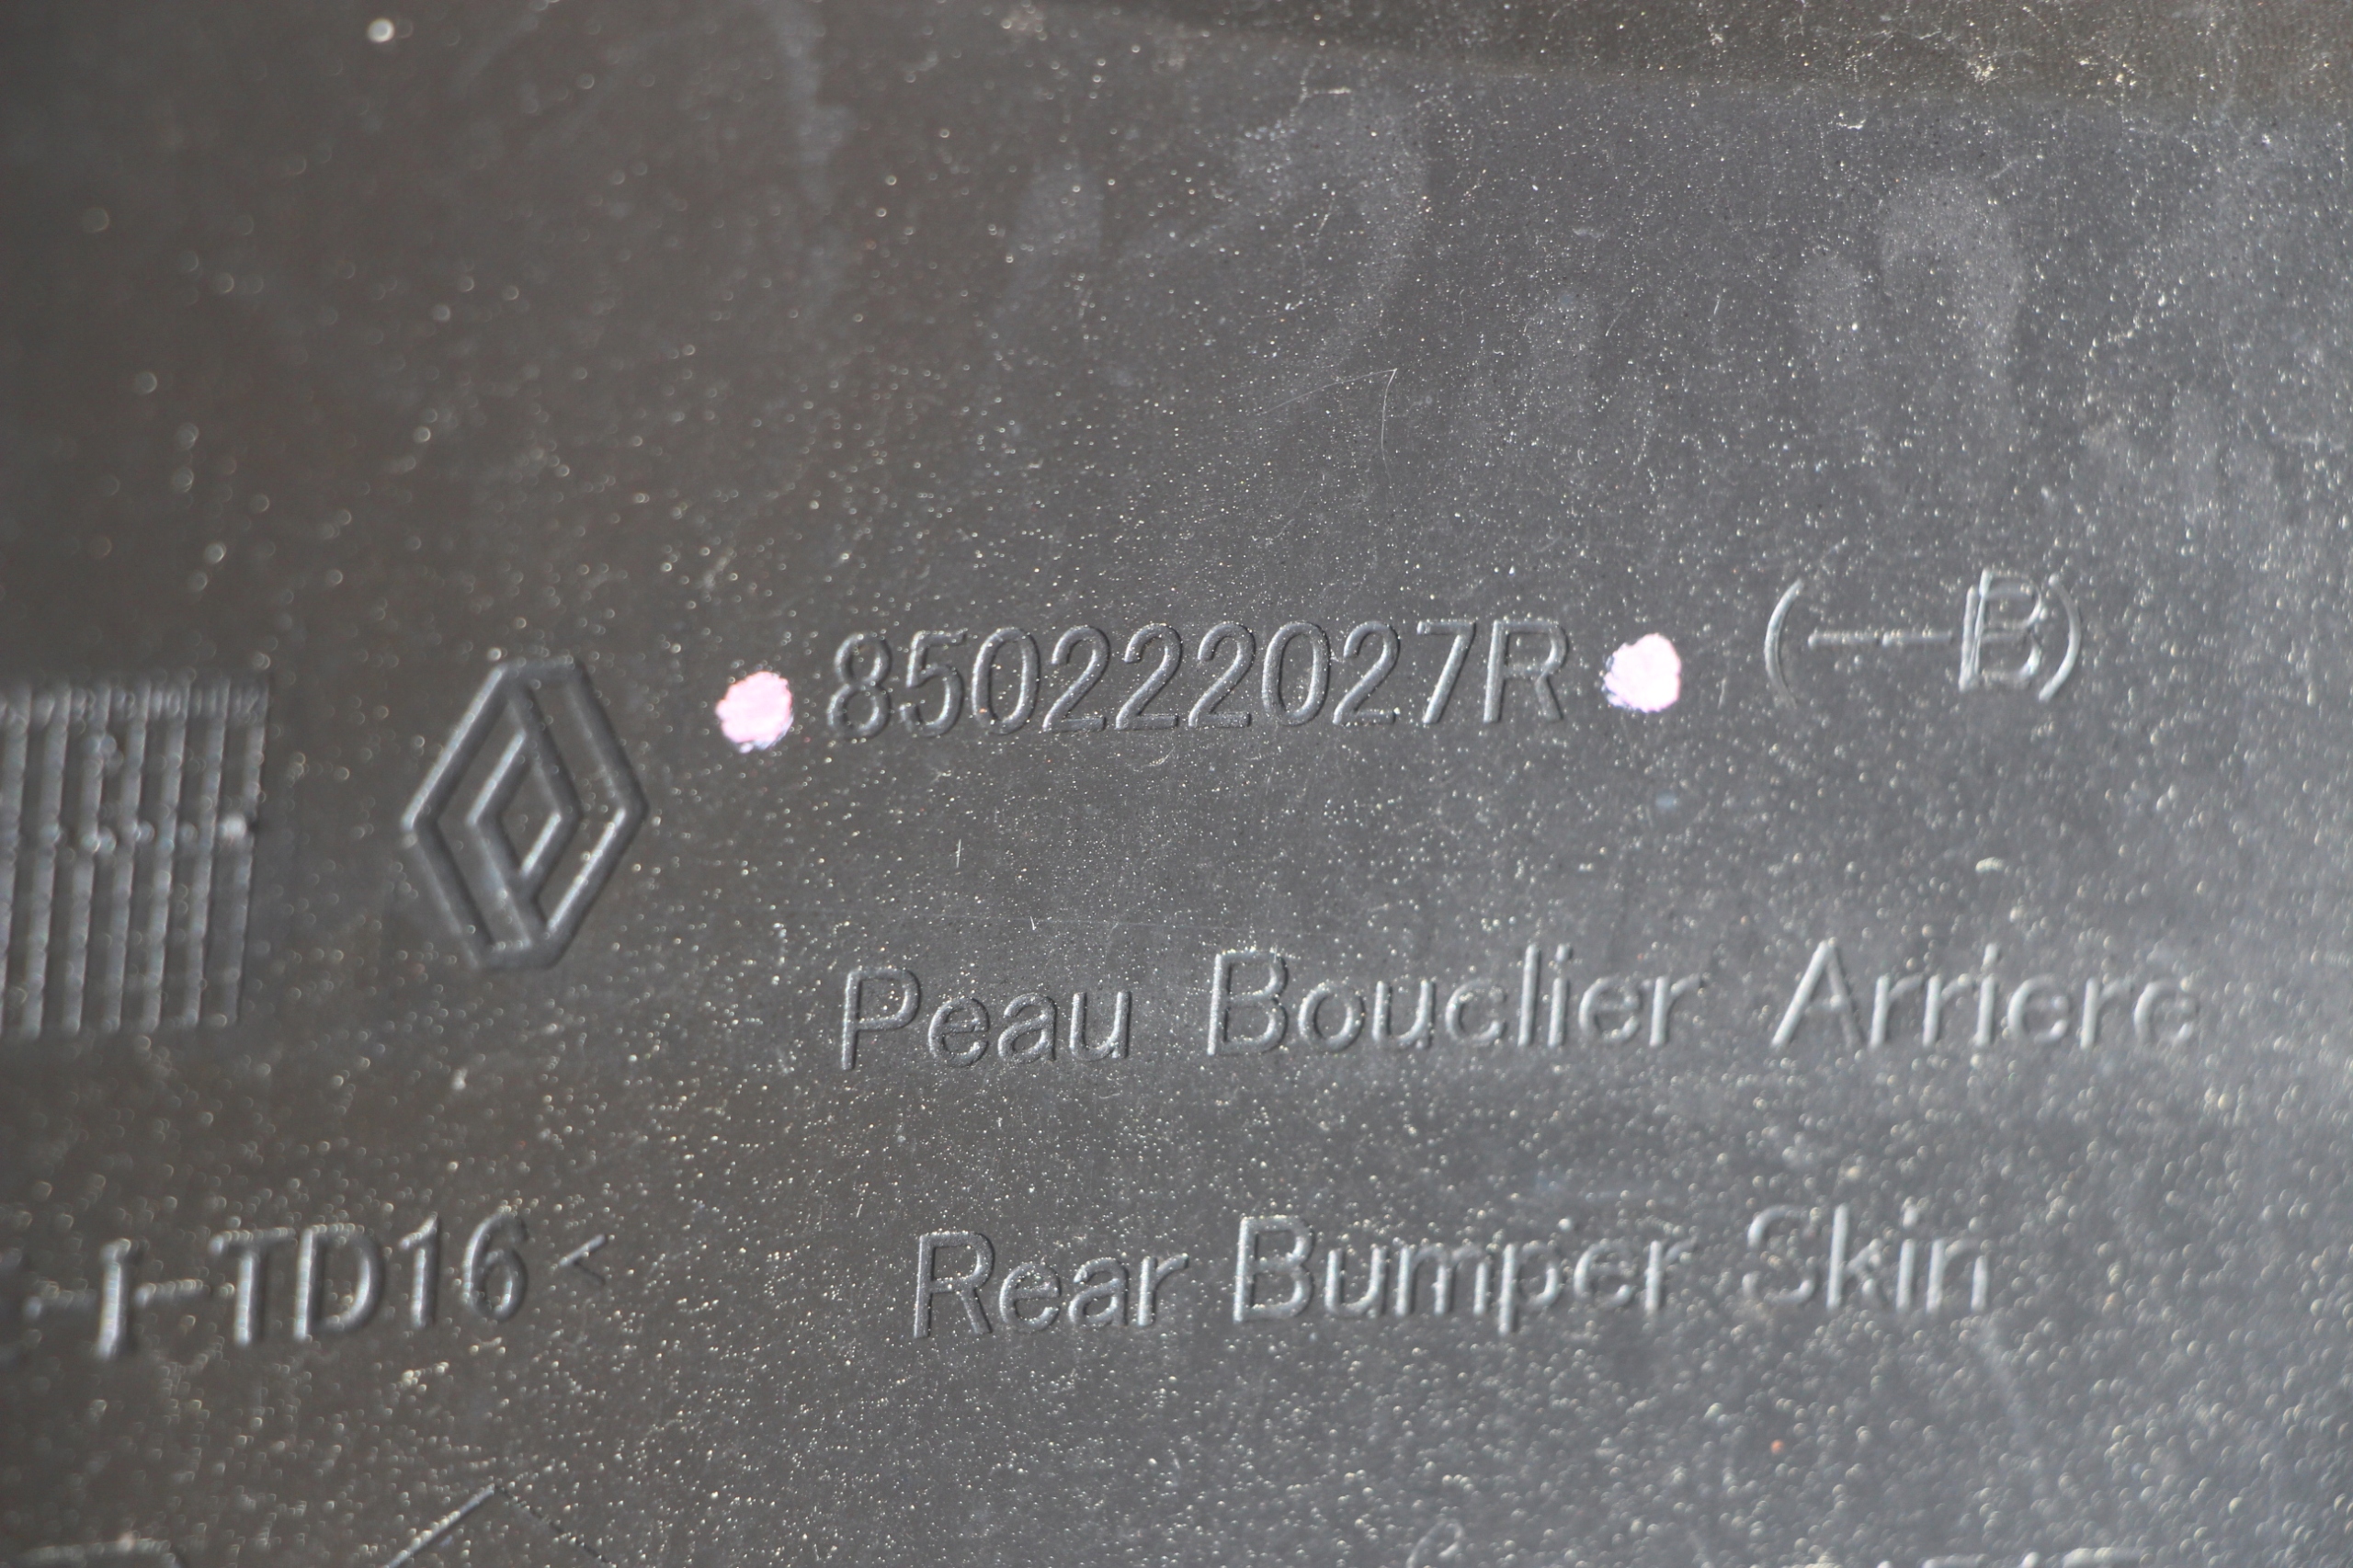 850222027R (—B)
Peau Bouclier Arriere
-TD16<
Rear Bumper Skin